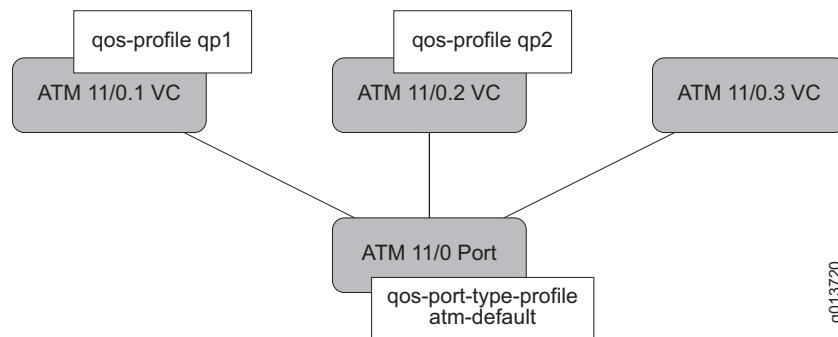 qos-profile qp1
qos-profile qp2
ATM 11/0.1 VC
ATM 11/0.2 VC
ATM 11/0.3 VC
ATM 11/0 Port
qos-port-type-profile
atm-default
g013720